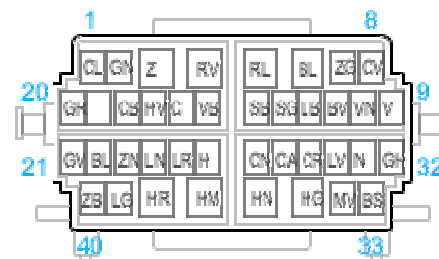 1 8
CL GN Z RV RL BL ZG CV
20 9
GR CB HV C VB SB SG LB BV VN V
21 32
GV BL ZN LN LR H CN CA CR LV N GH
ZB LG HR HM HN HG MV BS
40 33